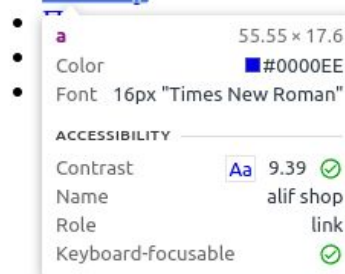 a 55.55 × 17.6
Color #0000EE
Font 16px "Times New Roman"
ACCESSIBILITY
Contrast Aa 9.39
Name alif shop
Role link
Keyboard-focusable